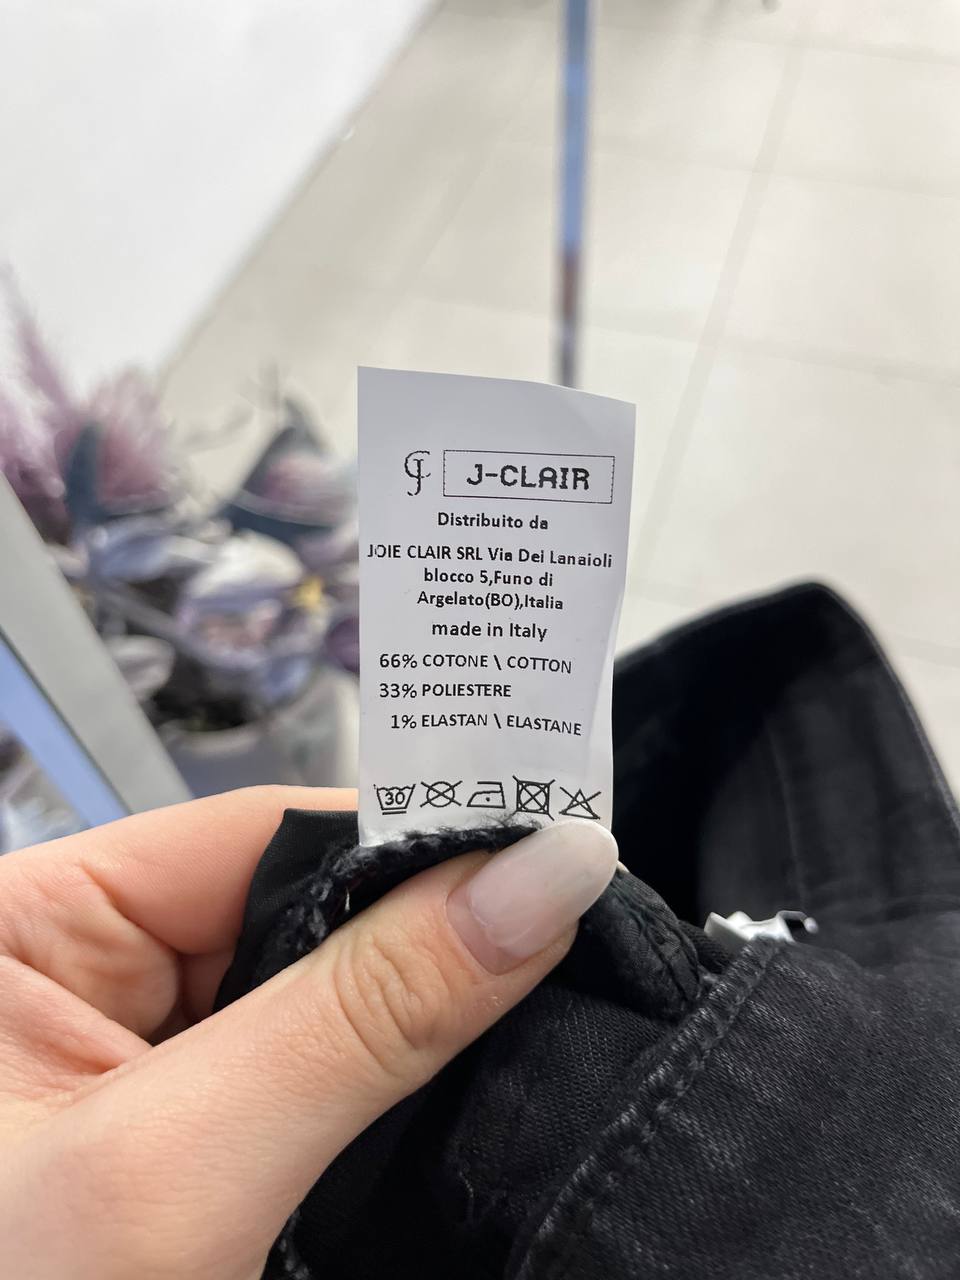 J-CLAIR
Distribuito da
JOIE CLAIR SRL Via Dei Lanaioli
blocco 5,Funo di
Argelato(BO),Italia
made in Italy
66% COTONE \ COTTON
33% POLIESTERE
1% ELASTAN \ ELASTANE
30